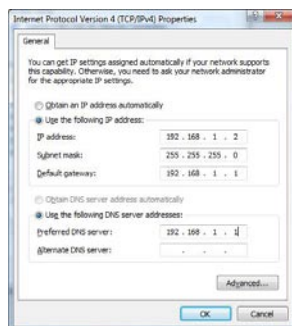 Internet Protocol Version 4 (TCP/IPv4) Properties
General
You can get IP settings assigned automatically if your network supports
this capability. Otherwise, you need to ask your network administrator
for the appropriate IP settings.
Obtain an IP address automatically
Use the following IP address:
IP address: 192 . 168 . 1 . 2
Subnet mask: 255 . 255 . 255 . 0
Default gateway: 192 . 168 . 1 . 1
Obtain DNS server address automatically
Use the following DNS server addresses:
Preferred DNS server: 192 . 168 . 1 . 1
Alternate DNS server: . . .
Advanced...
OK Cancel